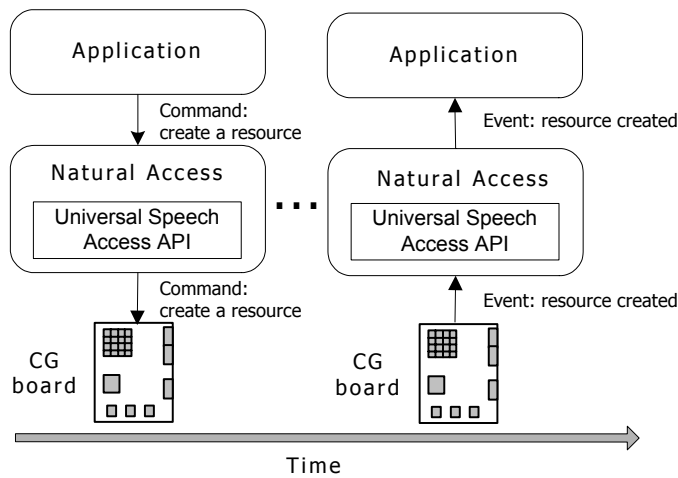 Application
Command:
create a resource
Natural Access
Universal Speech
Access API
Command:
create a resource
CG
board
...
Application
Event: resource created
Natural Access
Universal Speech
Access API
Event: resource created
CG
board
Time